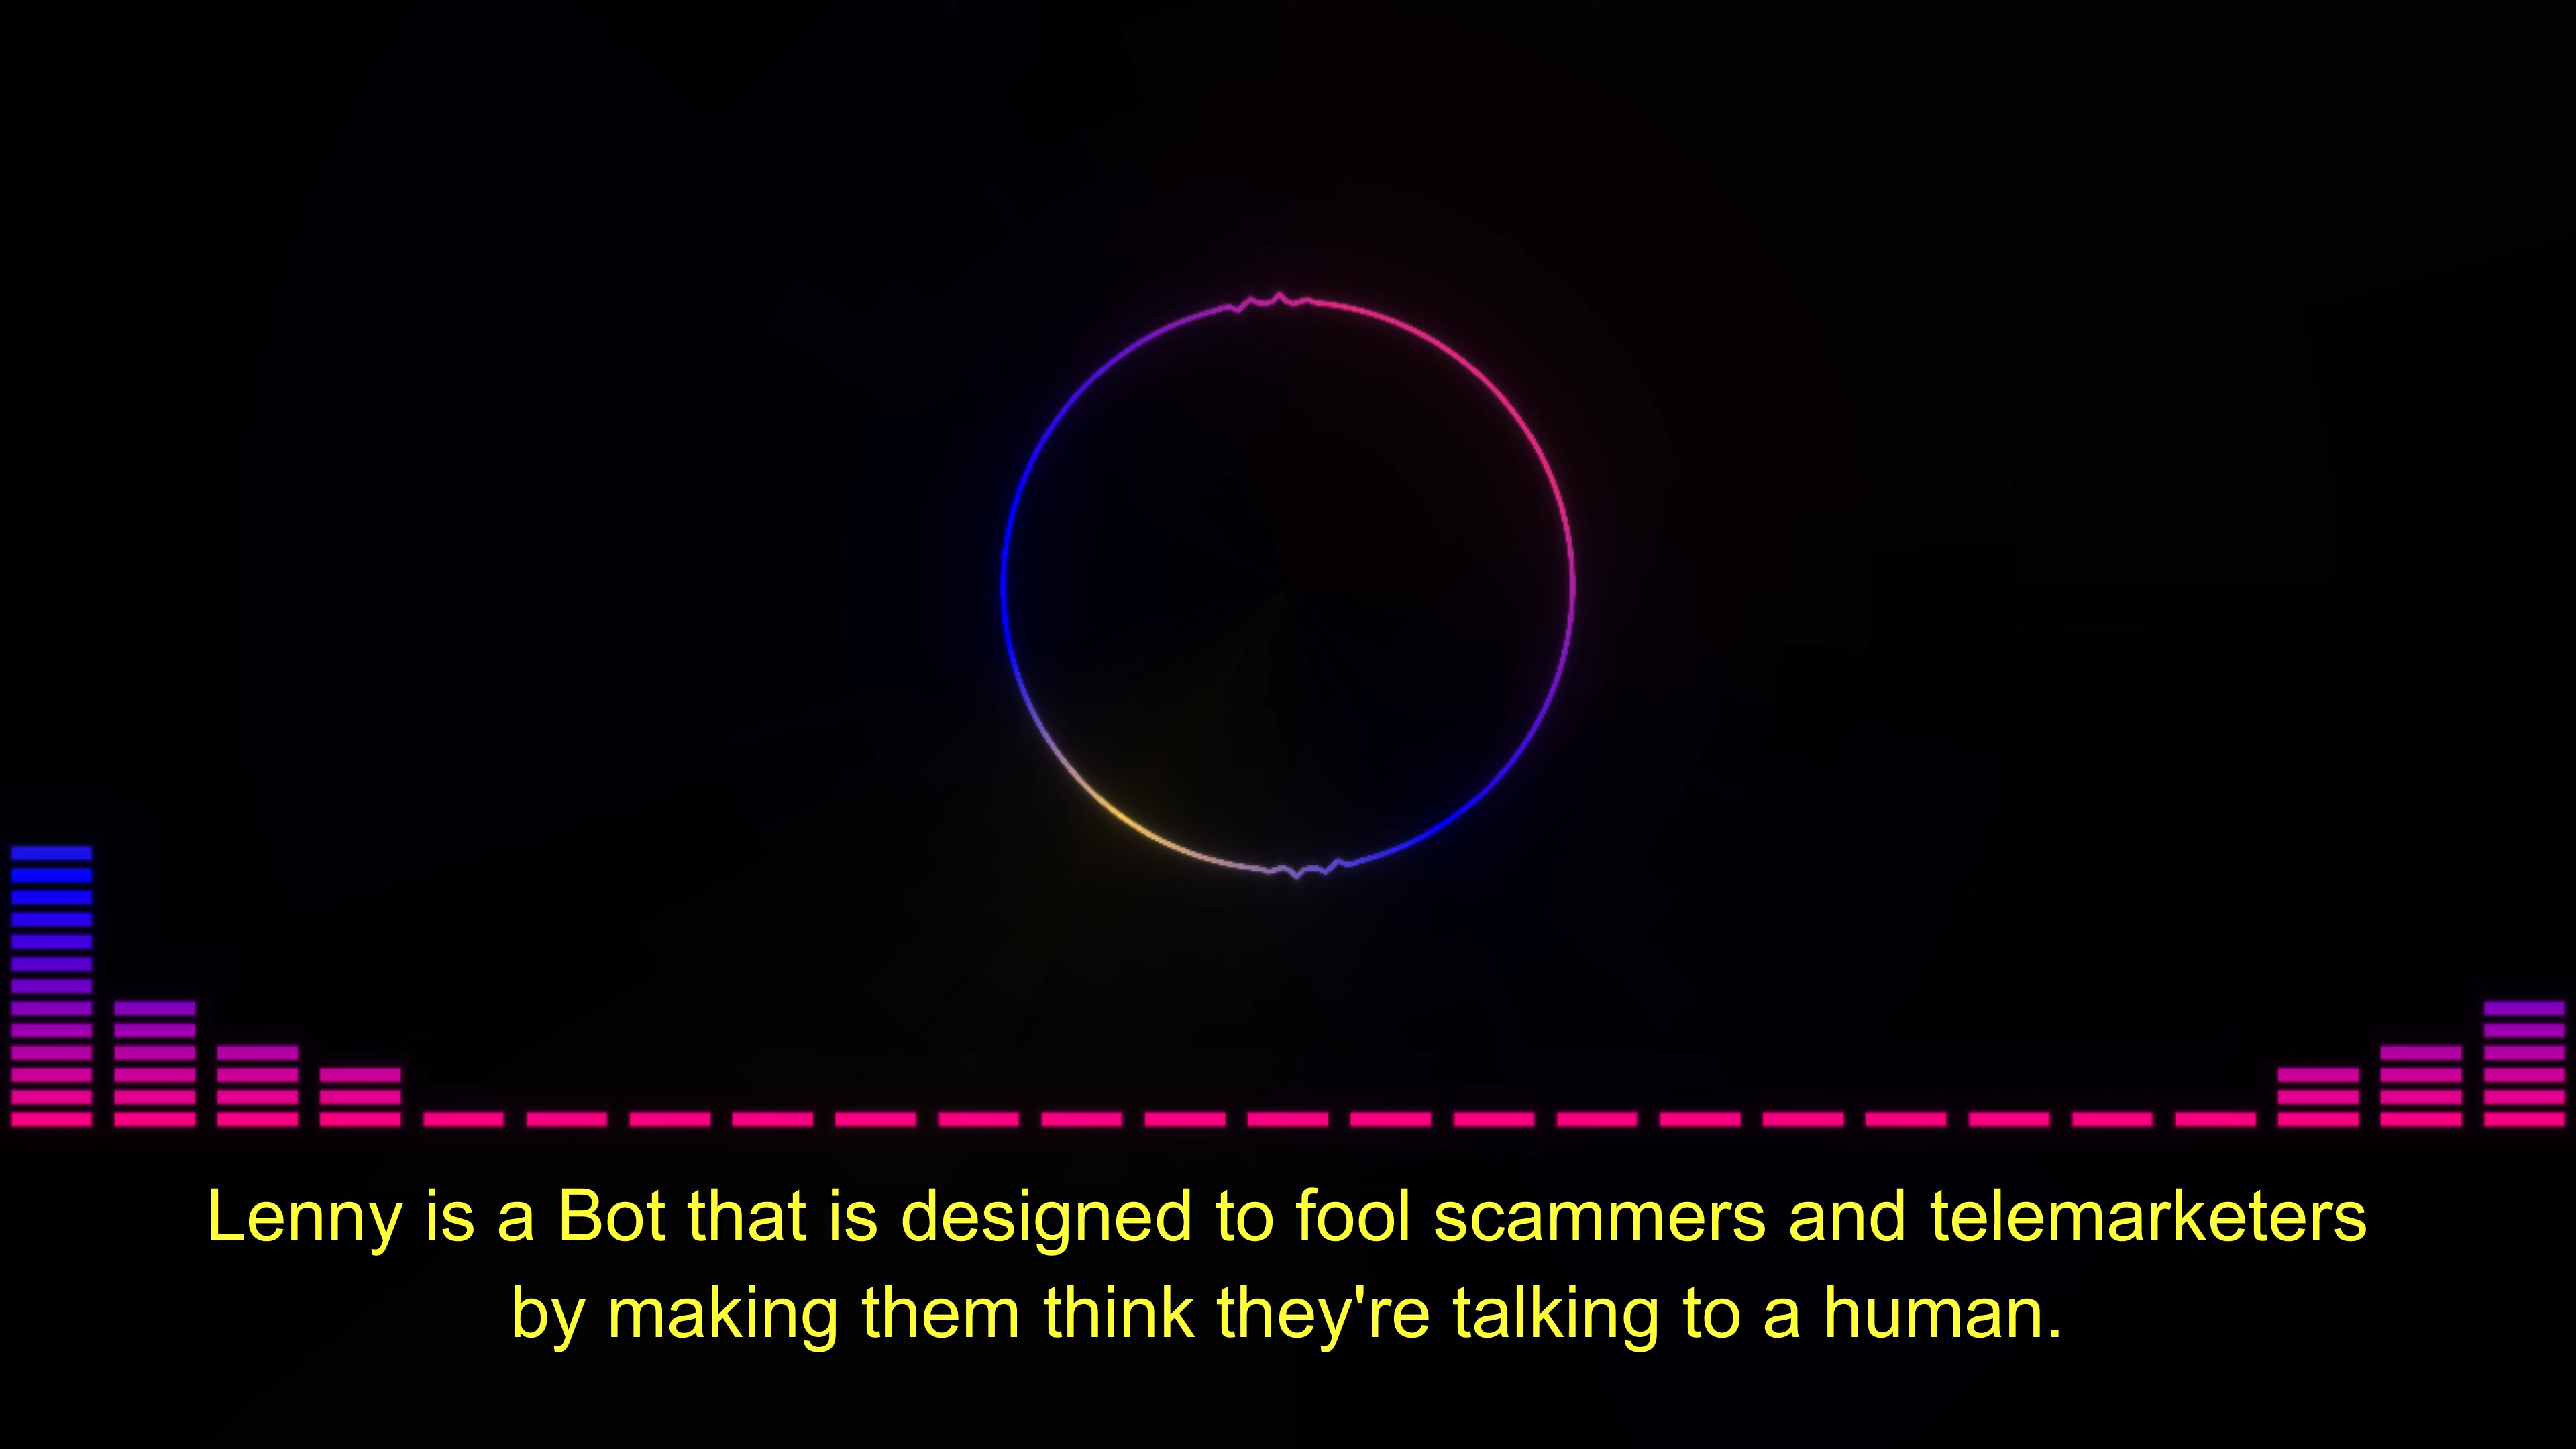 Lenny is a Bot that is designed to fool scammers and telemarketers
by making them think they're talking to a human.